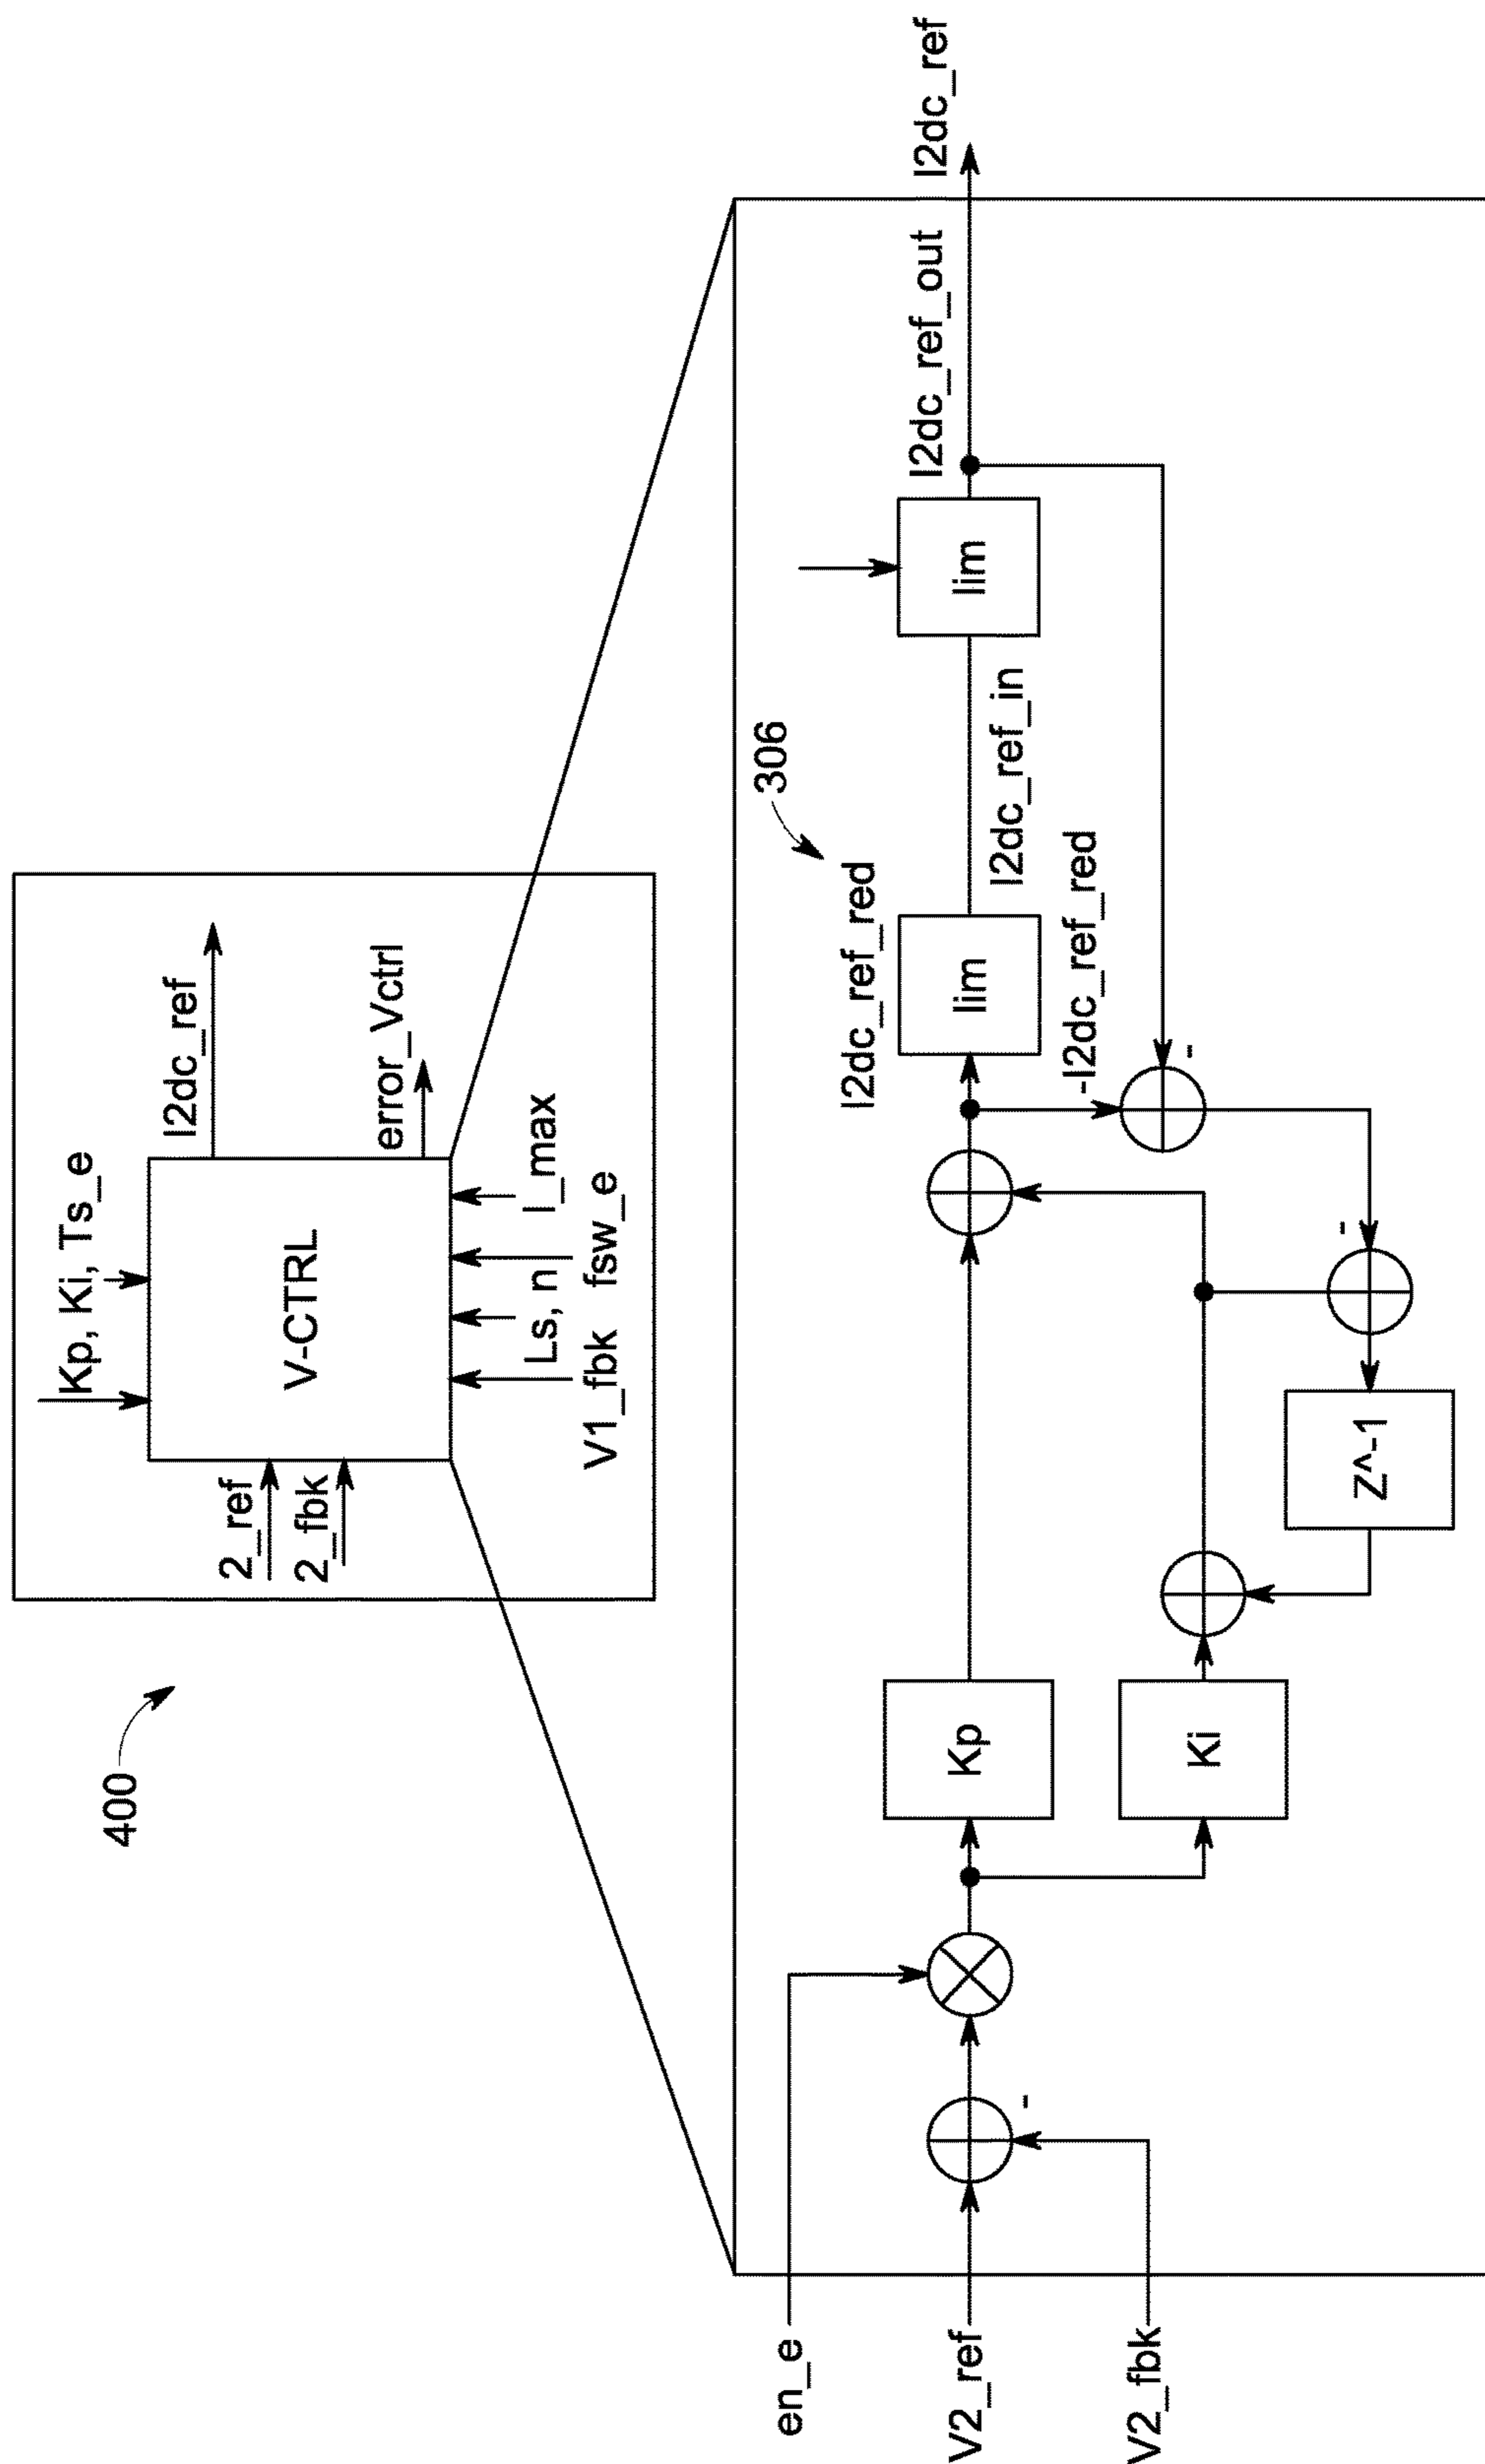 400
Kp, Ki, Ts_e
2_ref
2_fbk
V-CTRL
I2dc_ref
error_Vctrl
Ls, n
I_max
V1_fbk fsw_e
306
en_e
V2_ref
V2_fbk
-
Kp
Ki
Z^-1
-
-
I2dc_ref_red
-I2dc_ref_red
lim
I2dc_ref_in
lim
I2dc_ref_out
I2dc_ref